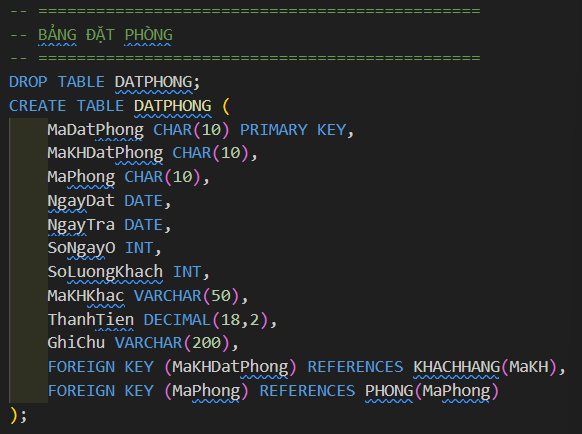 -- ===============================================
-- BẢNG ĐẶT PHÒNG
-- ===============================================
DROP TABLE DATPHONG;
CREATE TABLE DATPHONG (
    MaDatPhong CHAR(10) PRIMARY KEY,
    MaKHDatPhong CHAR(10),
    MaPhong CHAR(10),
    NgayDat DATE,
    NgayTra DATE,
    SoNgayO INT,
    SoLuongKhach INT,
    MaKHKhac VARCHAR(50),
    ThanhTien DECIMAL(18,2),
    GhiChu VARCHAR(200),
    FOREIGN KEY (MaKHDatPhong) REFERENCES KHACHHANG(MaKH),
    FOREIGN KEY (MaPhong) REFERENCES PHONG(MaPhong)
);